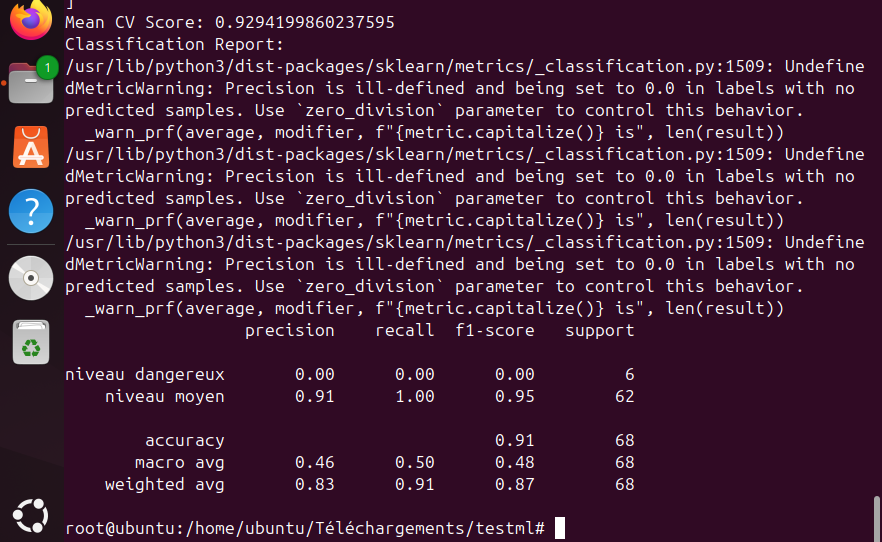 ]
Mean CV Score: 0.9294199860237595
Classification Report:
/usr/lib/python3/dist-packages/sklearn/metrics/_classification.py:1509: Undefine
dMetricWarning: Precision is ill-defined and being set to 0.0 in labels with no
predicted samples. Use `zero_division` parameter to control this behavior.
  _warn_prf(average, modifier, f"{metric.capitalize()} is", len(result))
/usr/lib/python3/dist-packages/sklearn/metrics/_classification.py:1509: Undefine
dMetricWarning: Precision is ill-defined and being set to 0.0 in labels with no
predicted samples. Use `zero_division` parameter to control this behavior.
  _warn_prf(average, modifier, f"{metric.capitalize()} is", len(result))
/usr/lib/python3/dist-packages/sklearn/metrics/_classification.py:1509: Undefine
dMetricWarning: Precision is ill-defined and being set to 0.0 in labels with no
predicted samples. Use `zero_division` parameter to control this behavior.
  _warn_prf(average, modifier, f"{metric.capitalize()} is", len(result))
                  precision    recall  f1-score   support
niveau dangereux       0.00      0.00      0.00         6
    niveau moyen       0.91      1.00      0.95        62
        accuracy                           0.91        68
       macro avg       0.46      0.50      0.48        68
    weighted avg       0.83      0.91      0.87        68
root@ubuntu:/home/ubuntu/Téléchargements/testml#
1
A
?